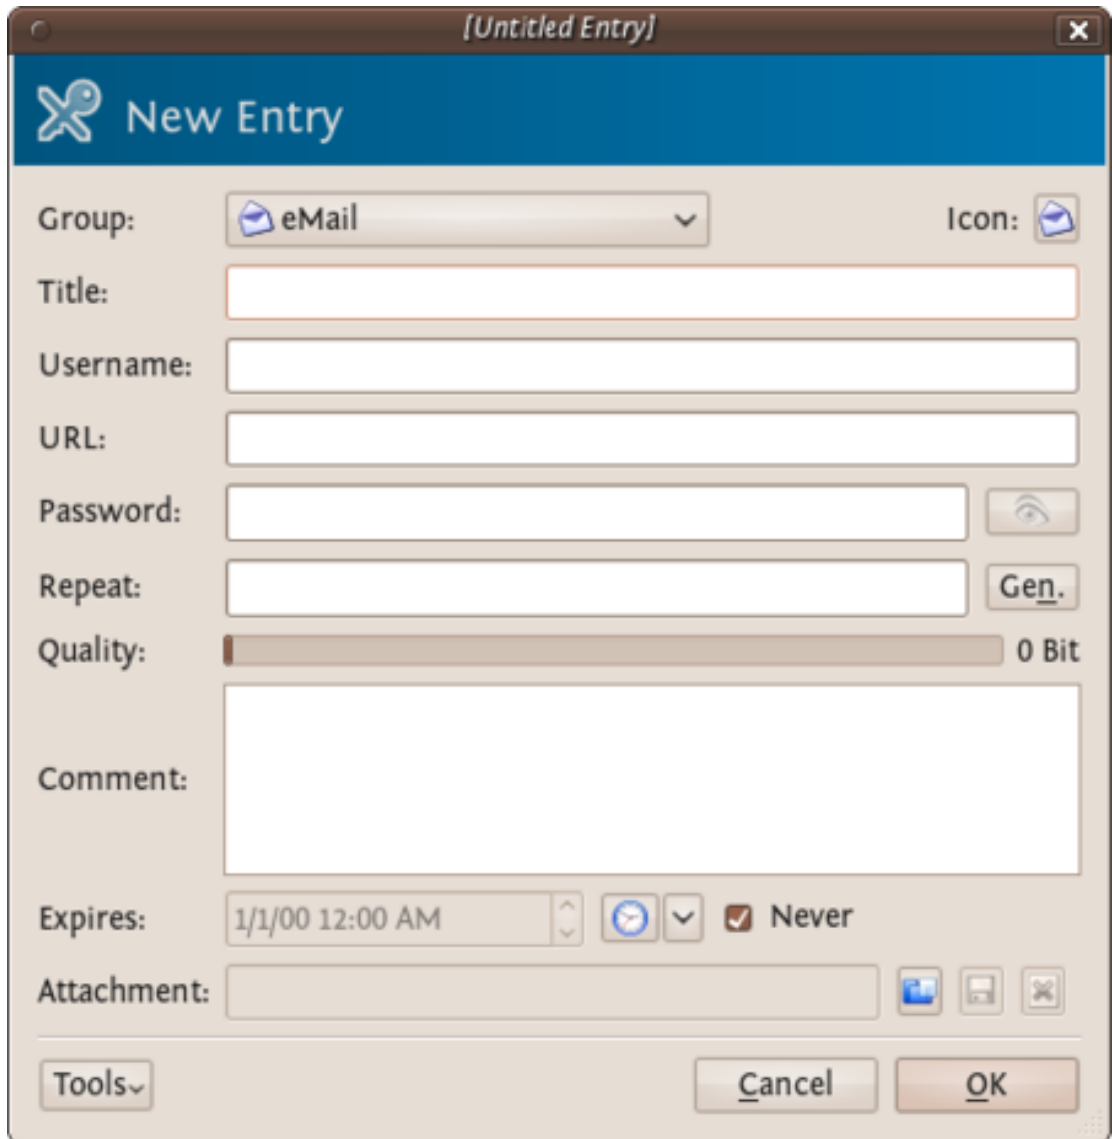 [Untitled Entry]
New Entry
Group: eMail Icon:
Title:
Username:
URL:
Password:
Repeat: Gen.
Quality: 0 Bit
Comment:
Expires: 1/1/00 12:00 AM Never
Attachment:
Tools Cancel OK